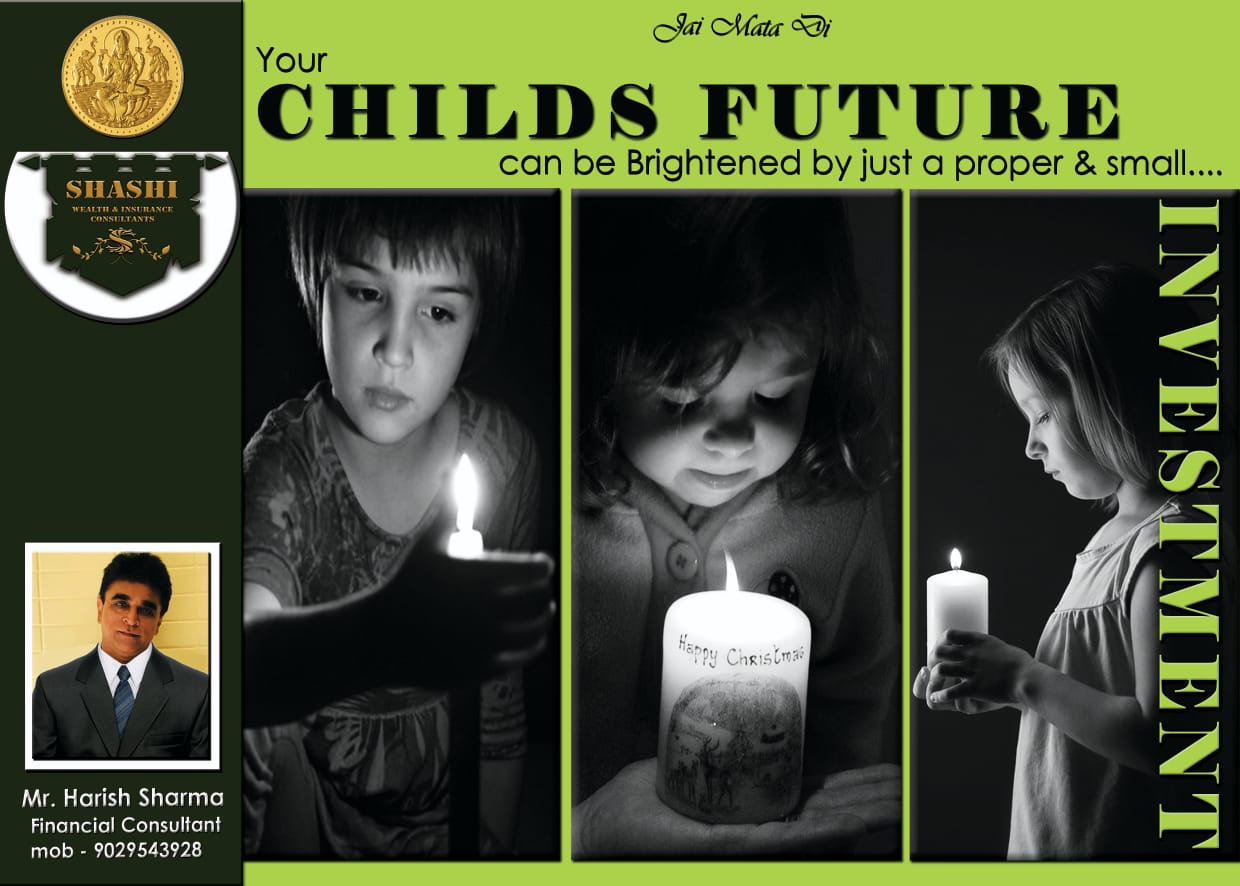 Jai Mata Di
Your
CHILDS FUTURE
can be Brightened by just a proper & small....
INVESTMENT
SHASHI
WEALTH & INSURANCE
CONSULTANTS
Happy Christmas
Mr. Harish Sharma
Financial Consultant
mob - 9029543928